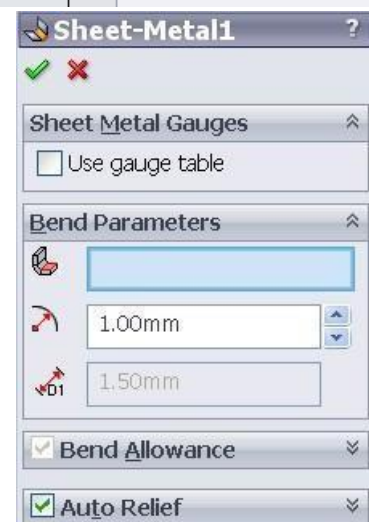 Sheet-Metal1 ?
Sheet Metal Gauges
Use gauge table
Bend Parameters
1.00mm
D1 1.50mm
Bend Allowance
Auto Relief